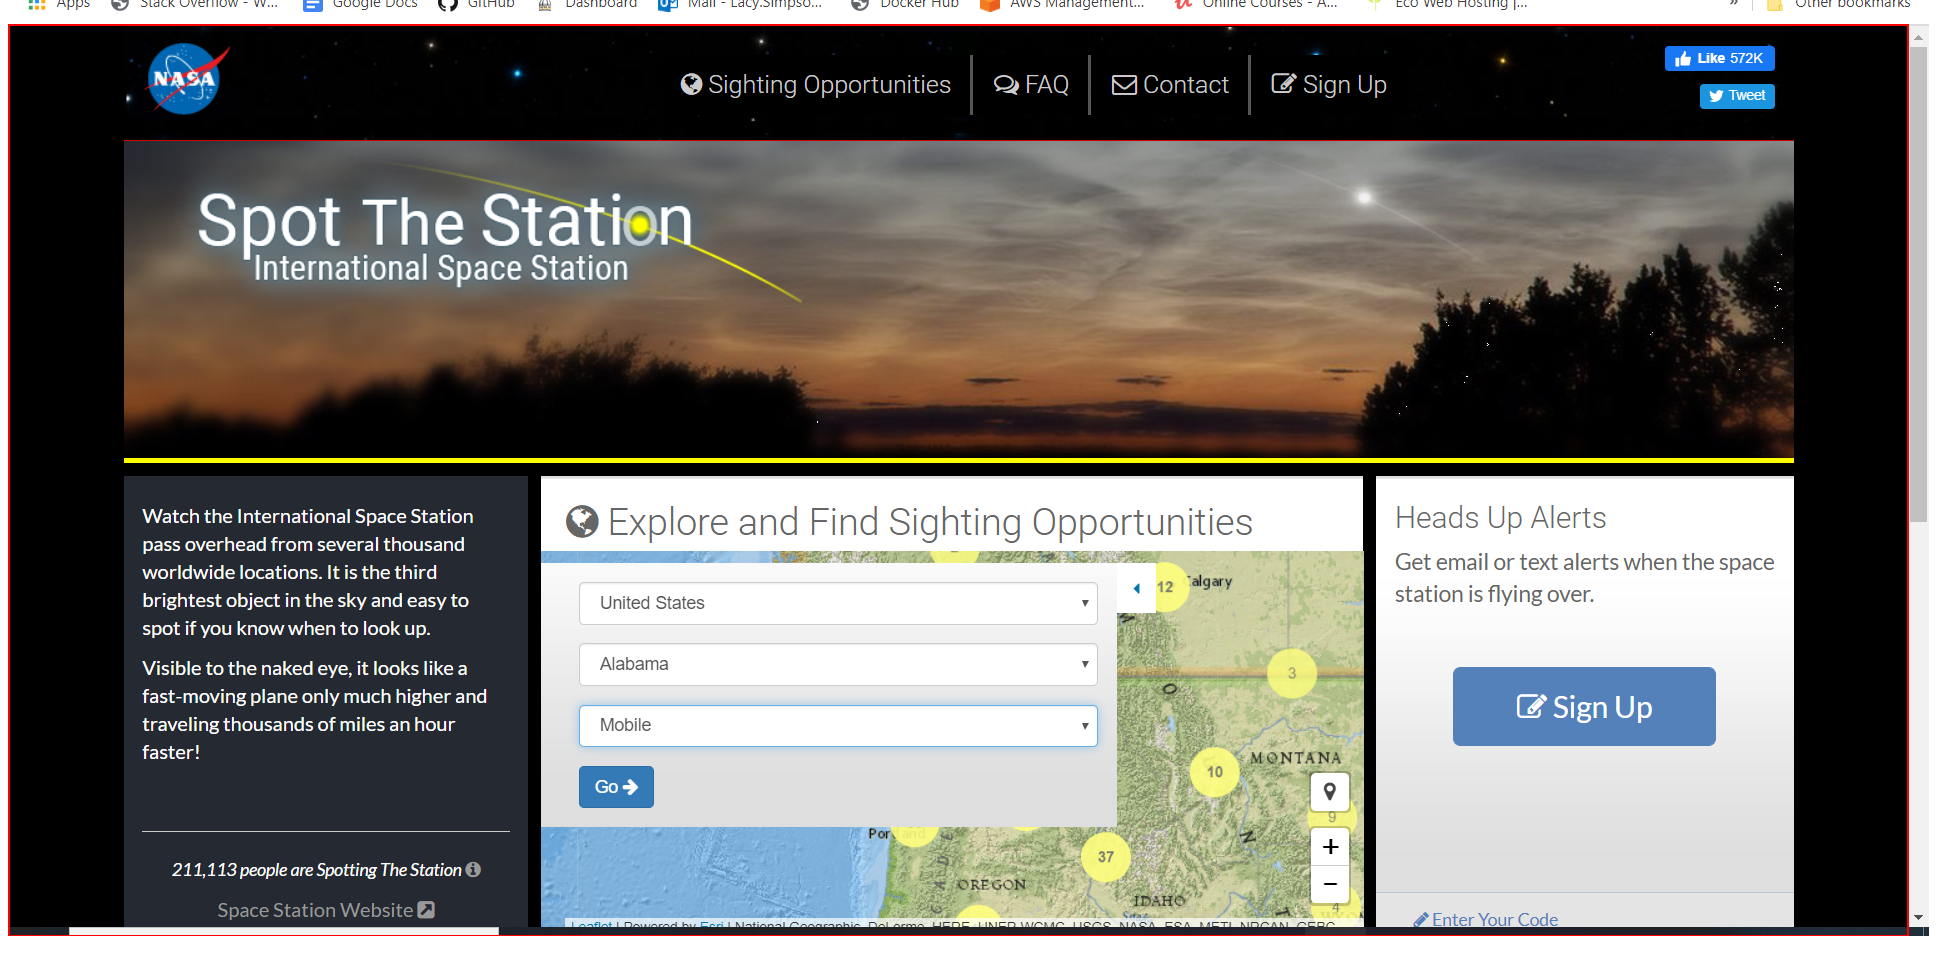 Apps Stack Overflow - W... Google Docs GitHub Dashboard Mail - Lacy.Simpso... Docker Hub AWS Management... Online Courses - A... Eco Web Hosting |... » Other bookmarks
NASA
Sighting Opportunities FAQ Contact Sign Up
Like 572K
Tweet
Spot The Station
International Space Station
Watch the International Space Station
pass overhead from several thousand
worldwide locations. It is the third
brightest object in the sky and easy to
spot if you know when to look up.
Visible to the naked eye, it looks like a
fast-moving plane only much higher and
traveling thousands of miles an hour
faster!
211,113 people are Spotting The Station
Space Station Website
Explore and Find Sighting Opportunities
United States
Alabama
Mobile
Go
12
algary
3
10
MONTANA
9
Portland
37
OREGON
IDAHO
4
+
−
Leaflet | Powered by Esri | National Geographic, DeLorme, HERE, UNEP-WCMC, USGS, NASA, ESA, METI, NRCAN, GEBC
Heads Up Alerts
Get email or text alerts when the space
station is flying over.
Sign Up
Enter Your Code